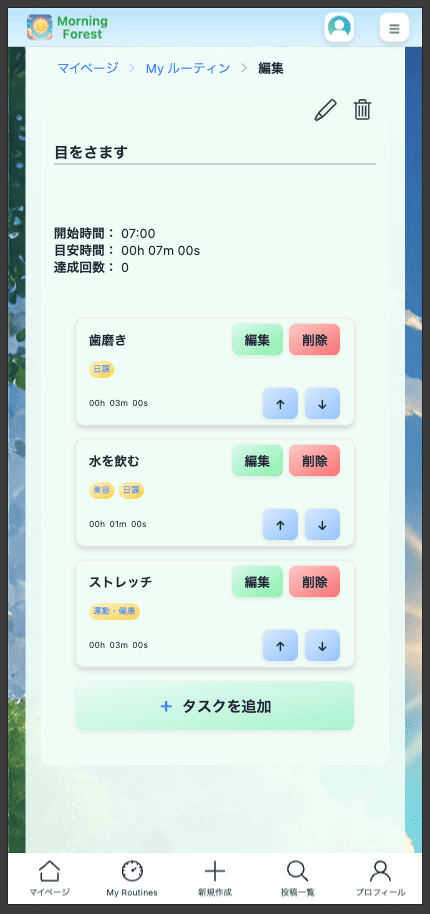 Morning
Forest
マイページ > My ルーティン > 編集
目をさます
開始時間： 07:00
目安時間： 00h 07m 00s
達成回数： 0
歯磨き 編集 削除
日課
00h 03m 00s ↑ ↓
水を飲む 編集 削除
美容 日課
00h 01m 00s ↑ ↓
ストレッチ 編集 削除
運動・健康
00h 03m 00s ↑ ↓
+ タスクを追加
マイページ My Routines 新規作成 投稿一覧 プロフィール